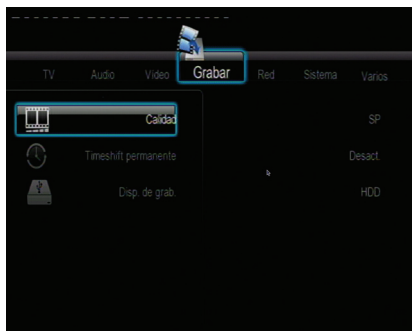 TV Audio Video Grabar Red Sistema Varios
Calidad SP
Timeshift permanente Desact.
Disp. de grab. HDD